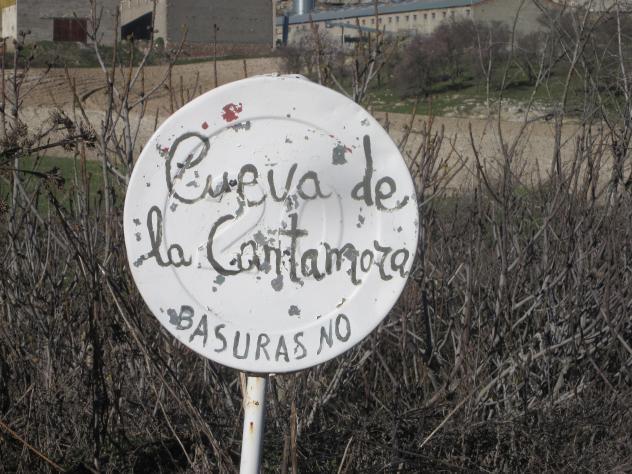 Cueva de
la Cantamora
BASURAS NO